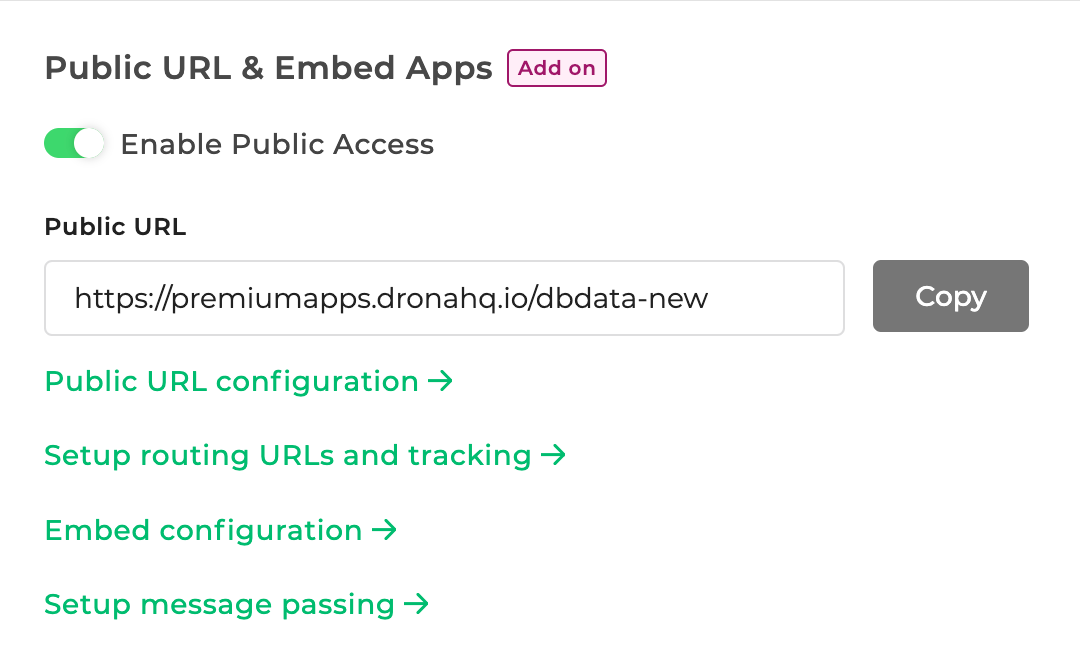 Public URL & Embed Apps Add on
Enable Public Access
Public URL
https://premiumapps.dronahq.io/dbdata-new Copy
Public URL configuration →
Setup routing URLs and tracking →
Embed configuration →
Setup message passing →